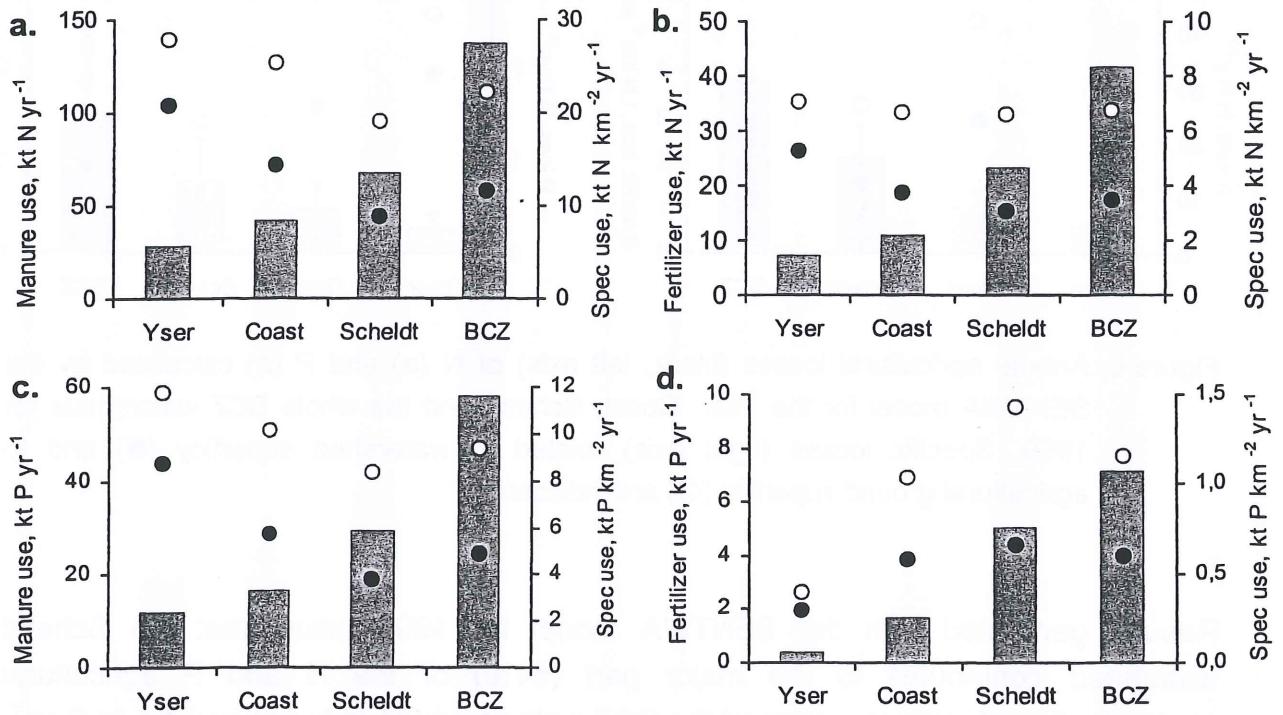 a.
150
100
50
0
Manure use, kt N yr-1
30
20
10
0
Spec use, kt N km-2 yr-1
Yser Coast Scheldt BCZ
b.
50
40
30
20
10
0
Fertilizer use, kt N yr-1
10
8
6
4
2
0
Spec use, kt N km-2 yr-1
Yser Coast Scheldt BCZ
c.
60
40
20
0
Manure use, kt P yr-1
12
10
8
6
4
2
0
Spec use, kt P km-2 yr-1
Yser Coast Scheldt BCZ
d.
10
8
6
4
2
0
Fertilizer use, kt P yr-1
1,5
1,0
0,5
0,0
Spec use, kt P km-2 yr-1
Yser Coast Scheldt BCZ